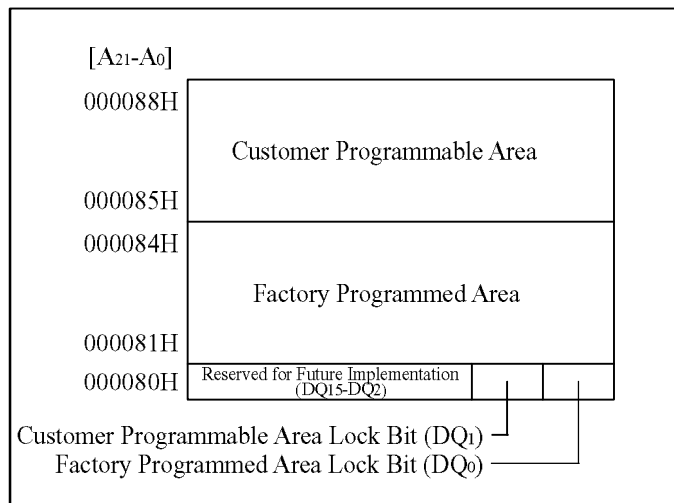 [A21-A0]
000088H
Customer Programmable Area
000085H
000084H
Factory Programmed Area
000081H
000080H
Reserved for Future Implementation
(DQ15-DQ2)
Customer Programmable Area Lock Bit (DQ1)
Factory Programmed Area Lock Bit (DQ0)